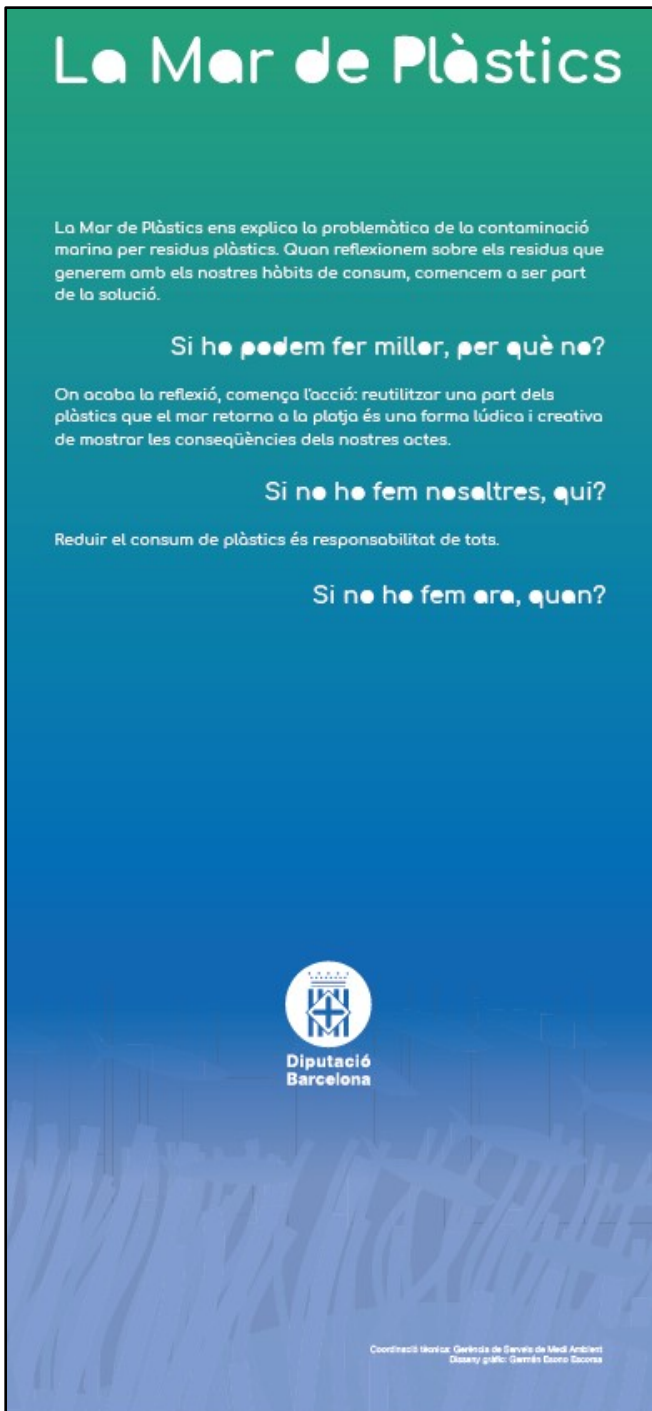 La Mar de Plàstics
La Mar de Plàstics ens explica la problemàtica de la contaminació
marina per residus plàstics. Quan reflexionem sobre els residus que
generem amb els nostres hàbits de consum, comencem a ser part
de la solució.
Si ho podem fer millor, per què no?
On acaba la reflexió, comença l'acció: reutilitzar una part dels
plàstics que el mar retorna a la platja és una forma lúdica i creativa
de mostrar les conseqüències dels nostres actes.
Si no ho fem nosaltres, qui?
Reduir el consum de plàstics és responsabilitat de tots.
Si no ho fem ara, quan?
Diputació
Barcelona
Coordinació tècnica: Gerència de Serveis de Medi Ambient
Disseny gràfic: Germán